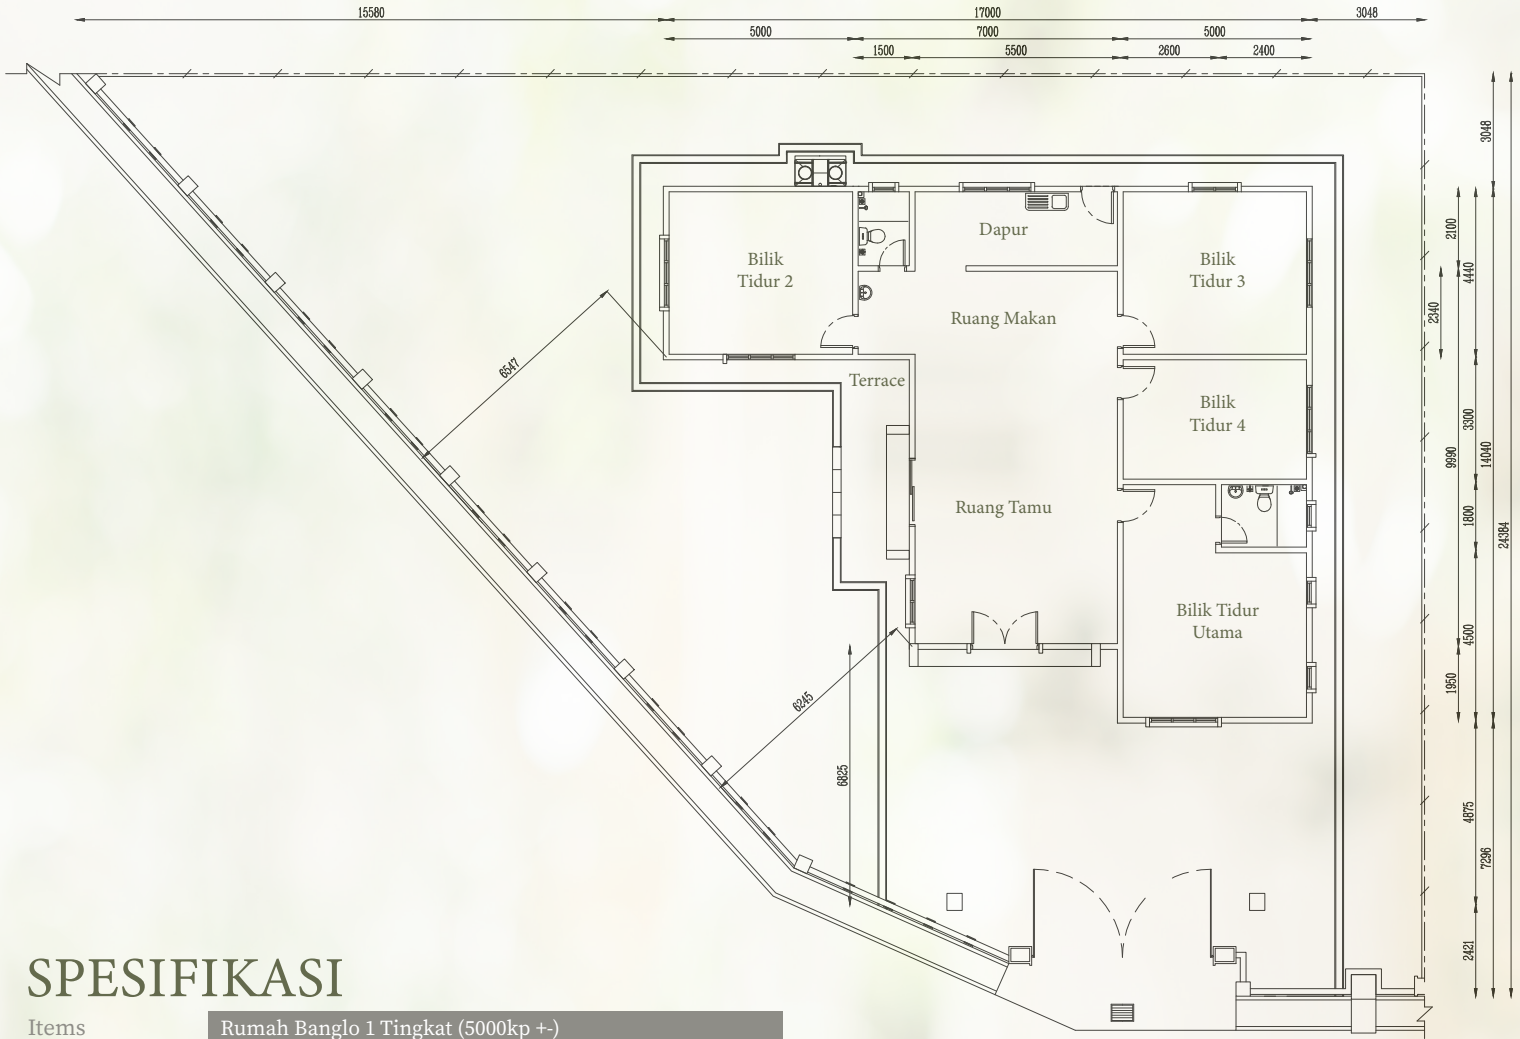 15580
17000
3048
5000
7000
5000
1500
5500
2600
2400
3048
2100
4440
2340
Bilik
Tidur 2
Dapur
Bilik
Tidur 3
Ruang Makan
6547
Terrace
Bilik
Tidur 4
3300
9990
14040
Ruang Tamu
1800
24384
Bilik Tidur
Utama
4500
1950
6245
6825
4875
7296
2421
SPESIFIKASI
Items
Rumah Banglo 1 Tingkat (5000kp +-)